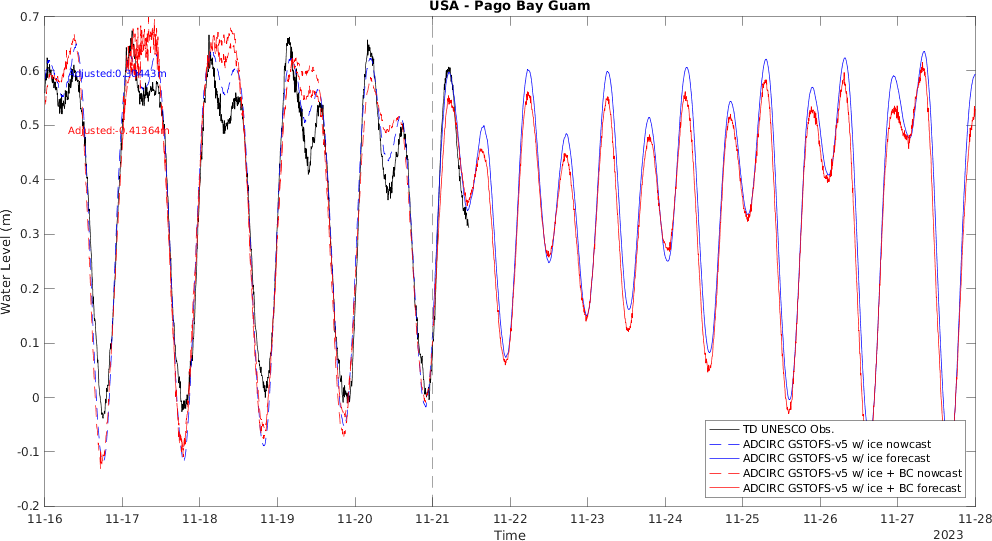 USA - Pago Bay Guam
0.7
0.6
0.5
0.4
0.3
0.2
0.1
0
-0.1
-0.2
Water Level (m)
Adjusted:-0.41364m
TD UNESCO Obs.
ADCIRC GSTOFS-v5 w/ ice nowcast
ADCIRC GSTOFS-v5 w/ ice forecast
ADCIRC GSTOFS-v5 w/ ice + BC nowcast
ADCIRC GSTOFS-v5 w/ ice + BC forecast
11-16 11-17 11-18 11-19 11-20 11-21 11-22 11-23 11-24 11-25 11-26 11-27 11-28
Time
2023